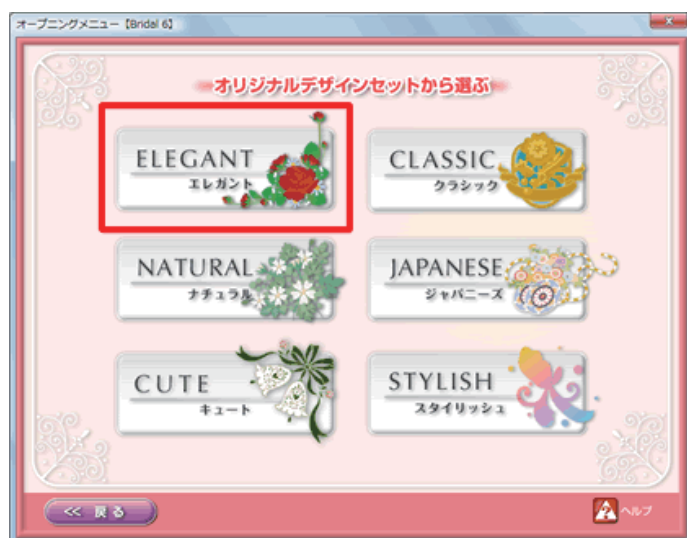 オープニングメニュー【Bridal 6】
オリジナルデザインセットから選ぶ
ELEGANT
エレガント
CLASSIC
クラシック
NATURAL
ナチュラル
JAPANESE
ジャパニーズ
CUTE
キュート
STYLISH
スタイリッシュ
<< 戻る
ヘルプ